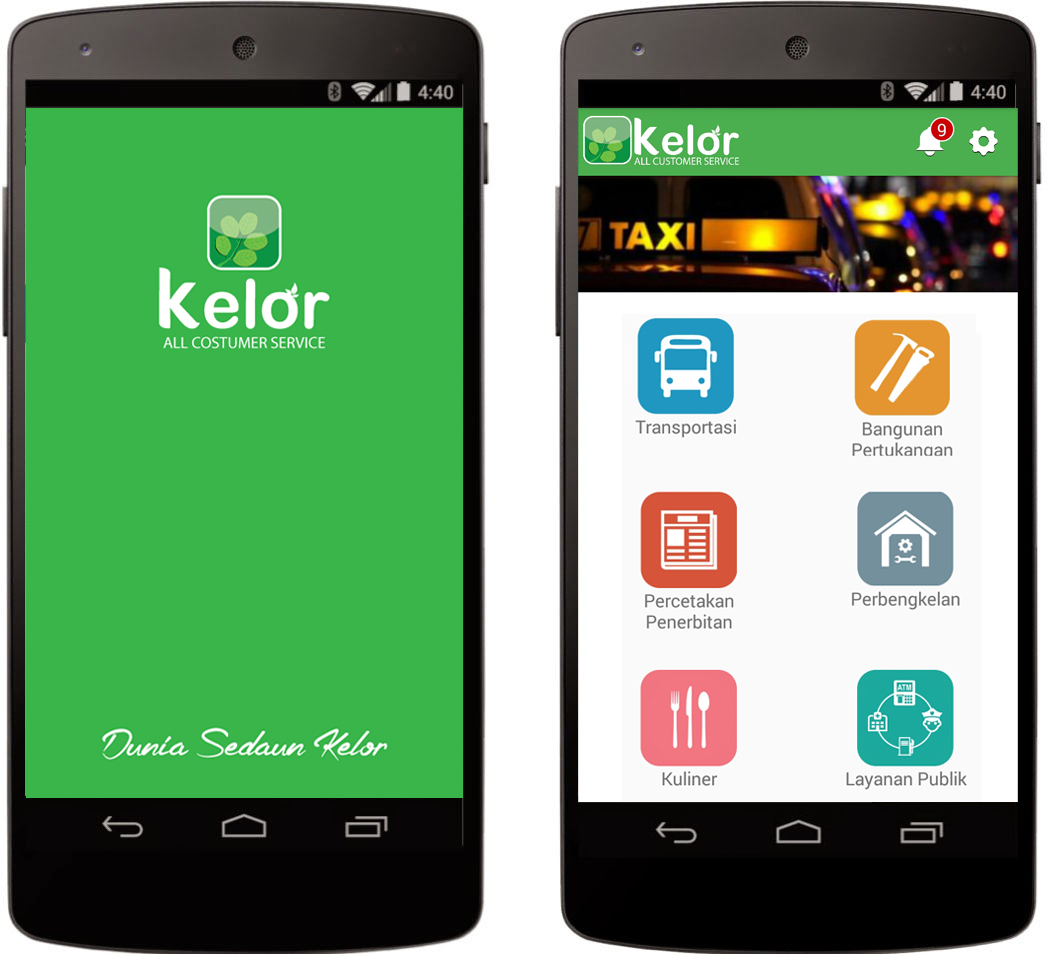 4:40
Kelor
ALL COSTUMER SERVICE
Dunia Sedaun Kelor
4:40
Kelor
ALL CUSTOMER SERVICE
9
7 TAXI
Transportasi
Bangunan
Pertukangan
Percetakan
Penerbitan
Perbengkelan
ATM
Kuliner
Layanan Publik